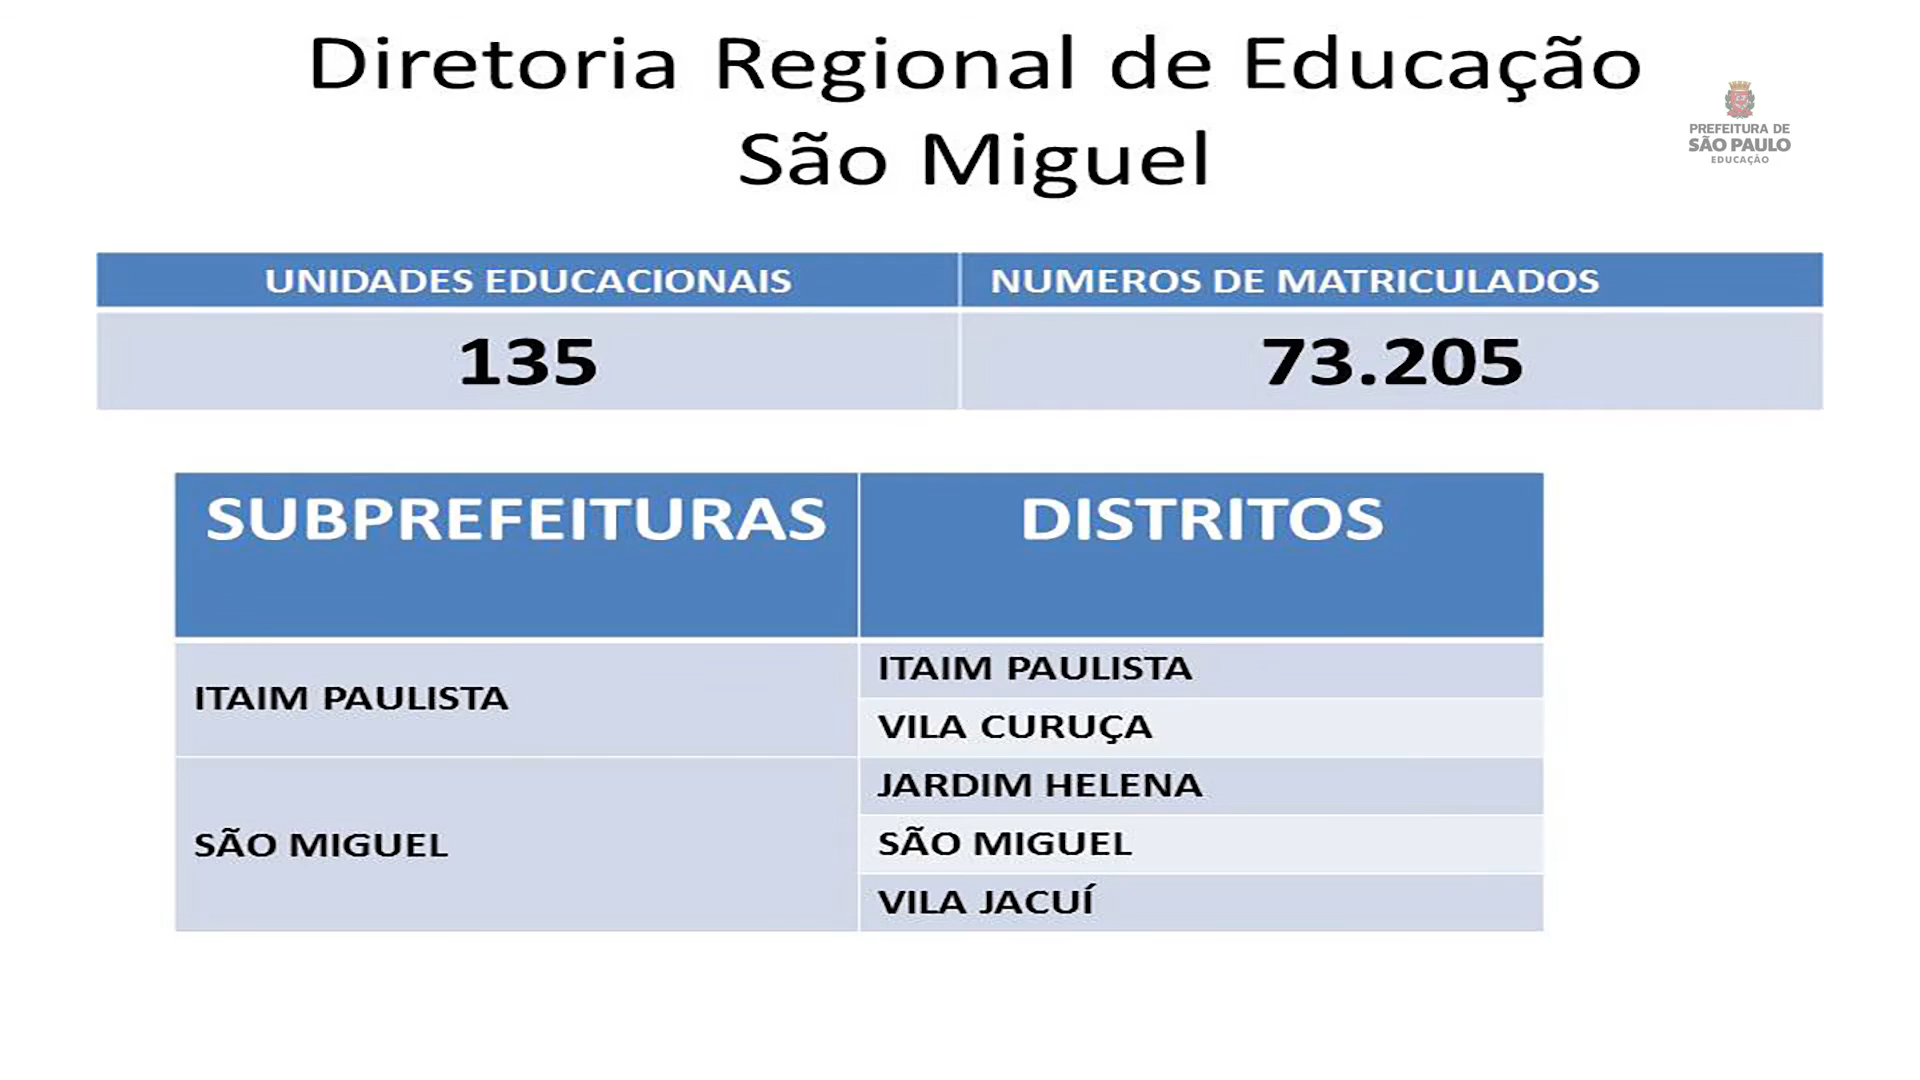 Diretoria Regional de Educação
São Miguel
PREFEITURA DE
SÃO PAULO
EDUCAÇÃO
UNIDADES EDUCACIONAIS NUMEROS DE MATRICULADOS
135 73.205
SUBPREFEITURAS DISTRITOS
ITAIM PAULISTA
ITAIM PAULISTA
VILA CURUÇA
SÃO MIGUEL
JARDIM HELENA
SÃO MIGUEL
VILA JACUÍ